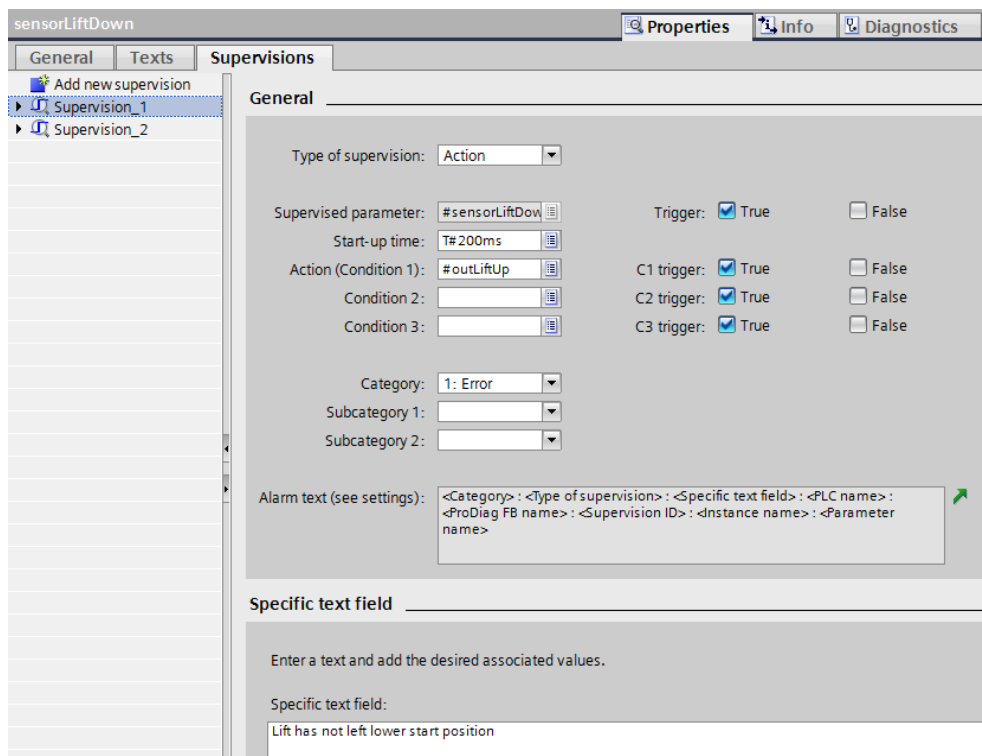 sensorLiftDown
Properties Info Diagnostics
General Texts Supervisions
Add new supervision
Supervision_1
Supervision_2
General
Type of supervision: Action
Supervised parameter: #sensorLiftDow Trigger: True False
Start-up time: T#200ms
Action (Condition 1): #outLiftUp C1 trigger: True False
Condition 2: C2 trigger: True False
Condition 3: C3 trigger: True False
Category: 1: Error
Subcategory 1:
Subcategory 2:
Alarm text (see settings): <Category> : <Type of supervision> : <Specific text field> : <PLC name> :
<ProDiag FB name> : <Supervision ID> : <Instance name> : <Parameter
name>
Specific text field
Enter a text and add the desired associated values.
Specific text field:
Lift has not left lower start position